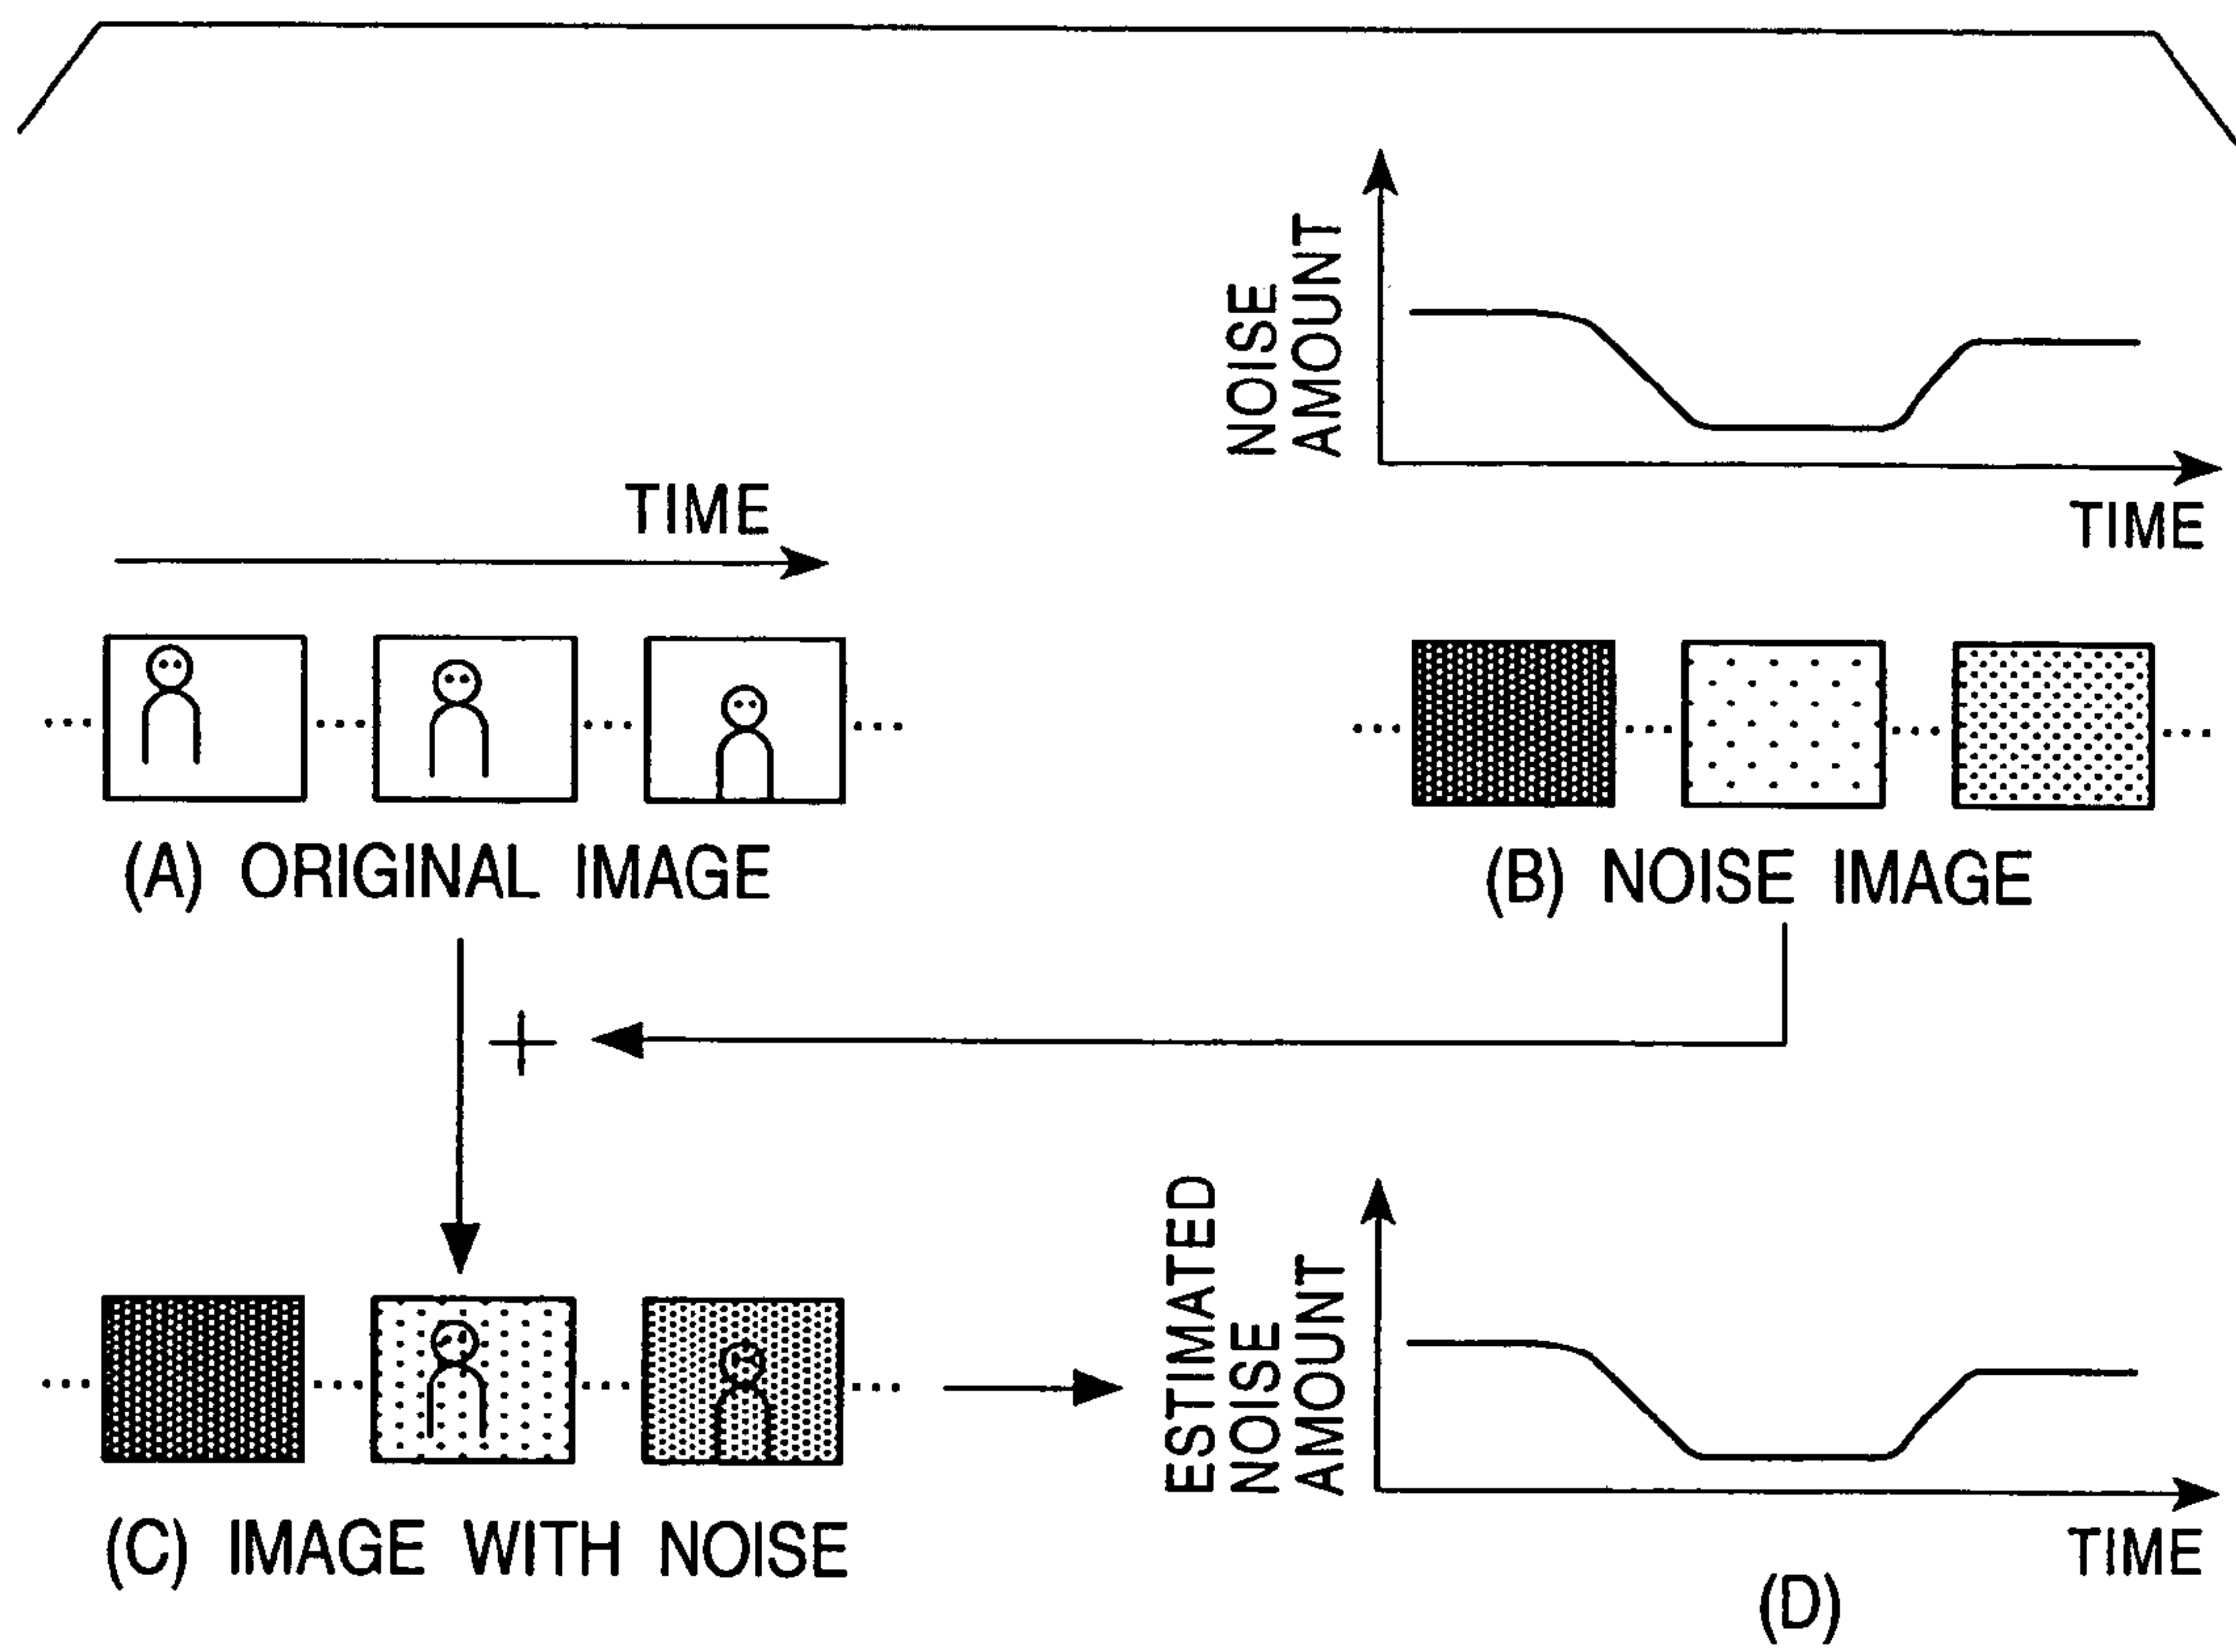 NOISE
AMOUNT
TIME
TIME
(A) ORIGINAL IMAGE
(B) NOISE IMAGE
+
ESTIMATED
NOISE
AMOUNT
TIME
(C) IMAGE WITH NOISE
(D)